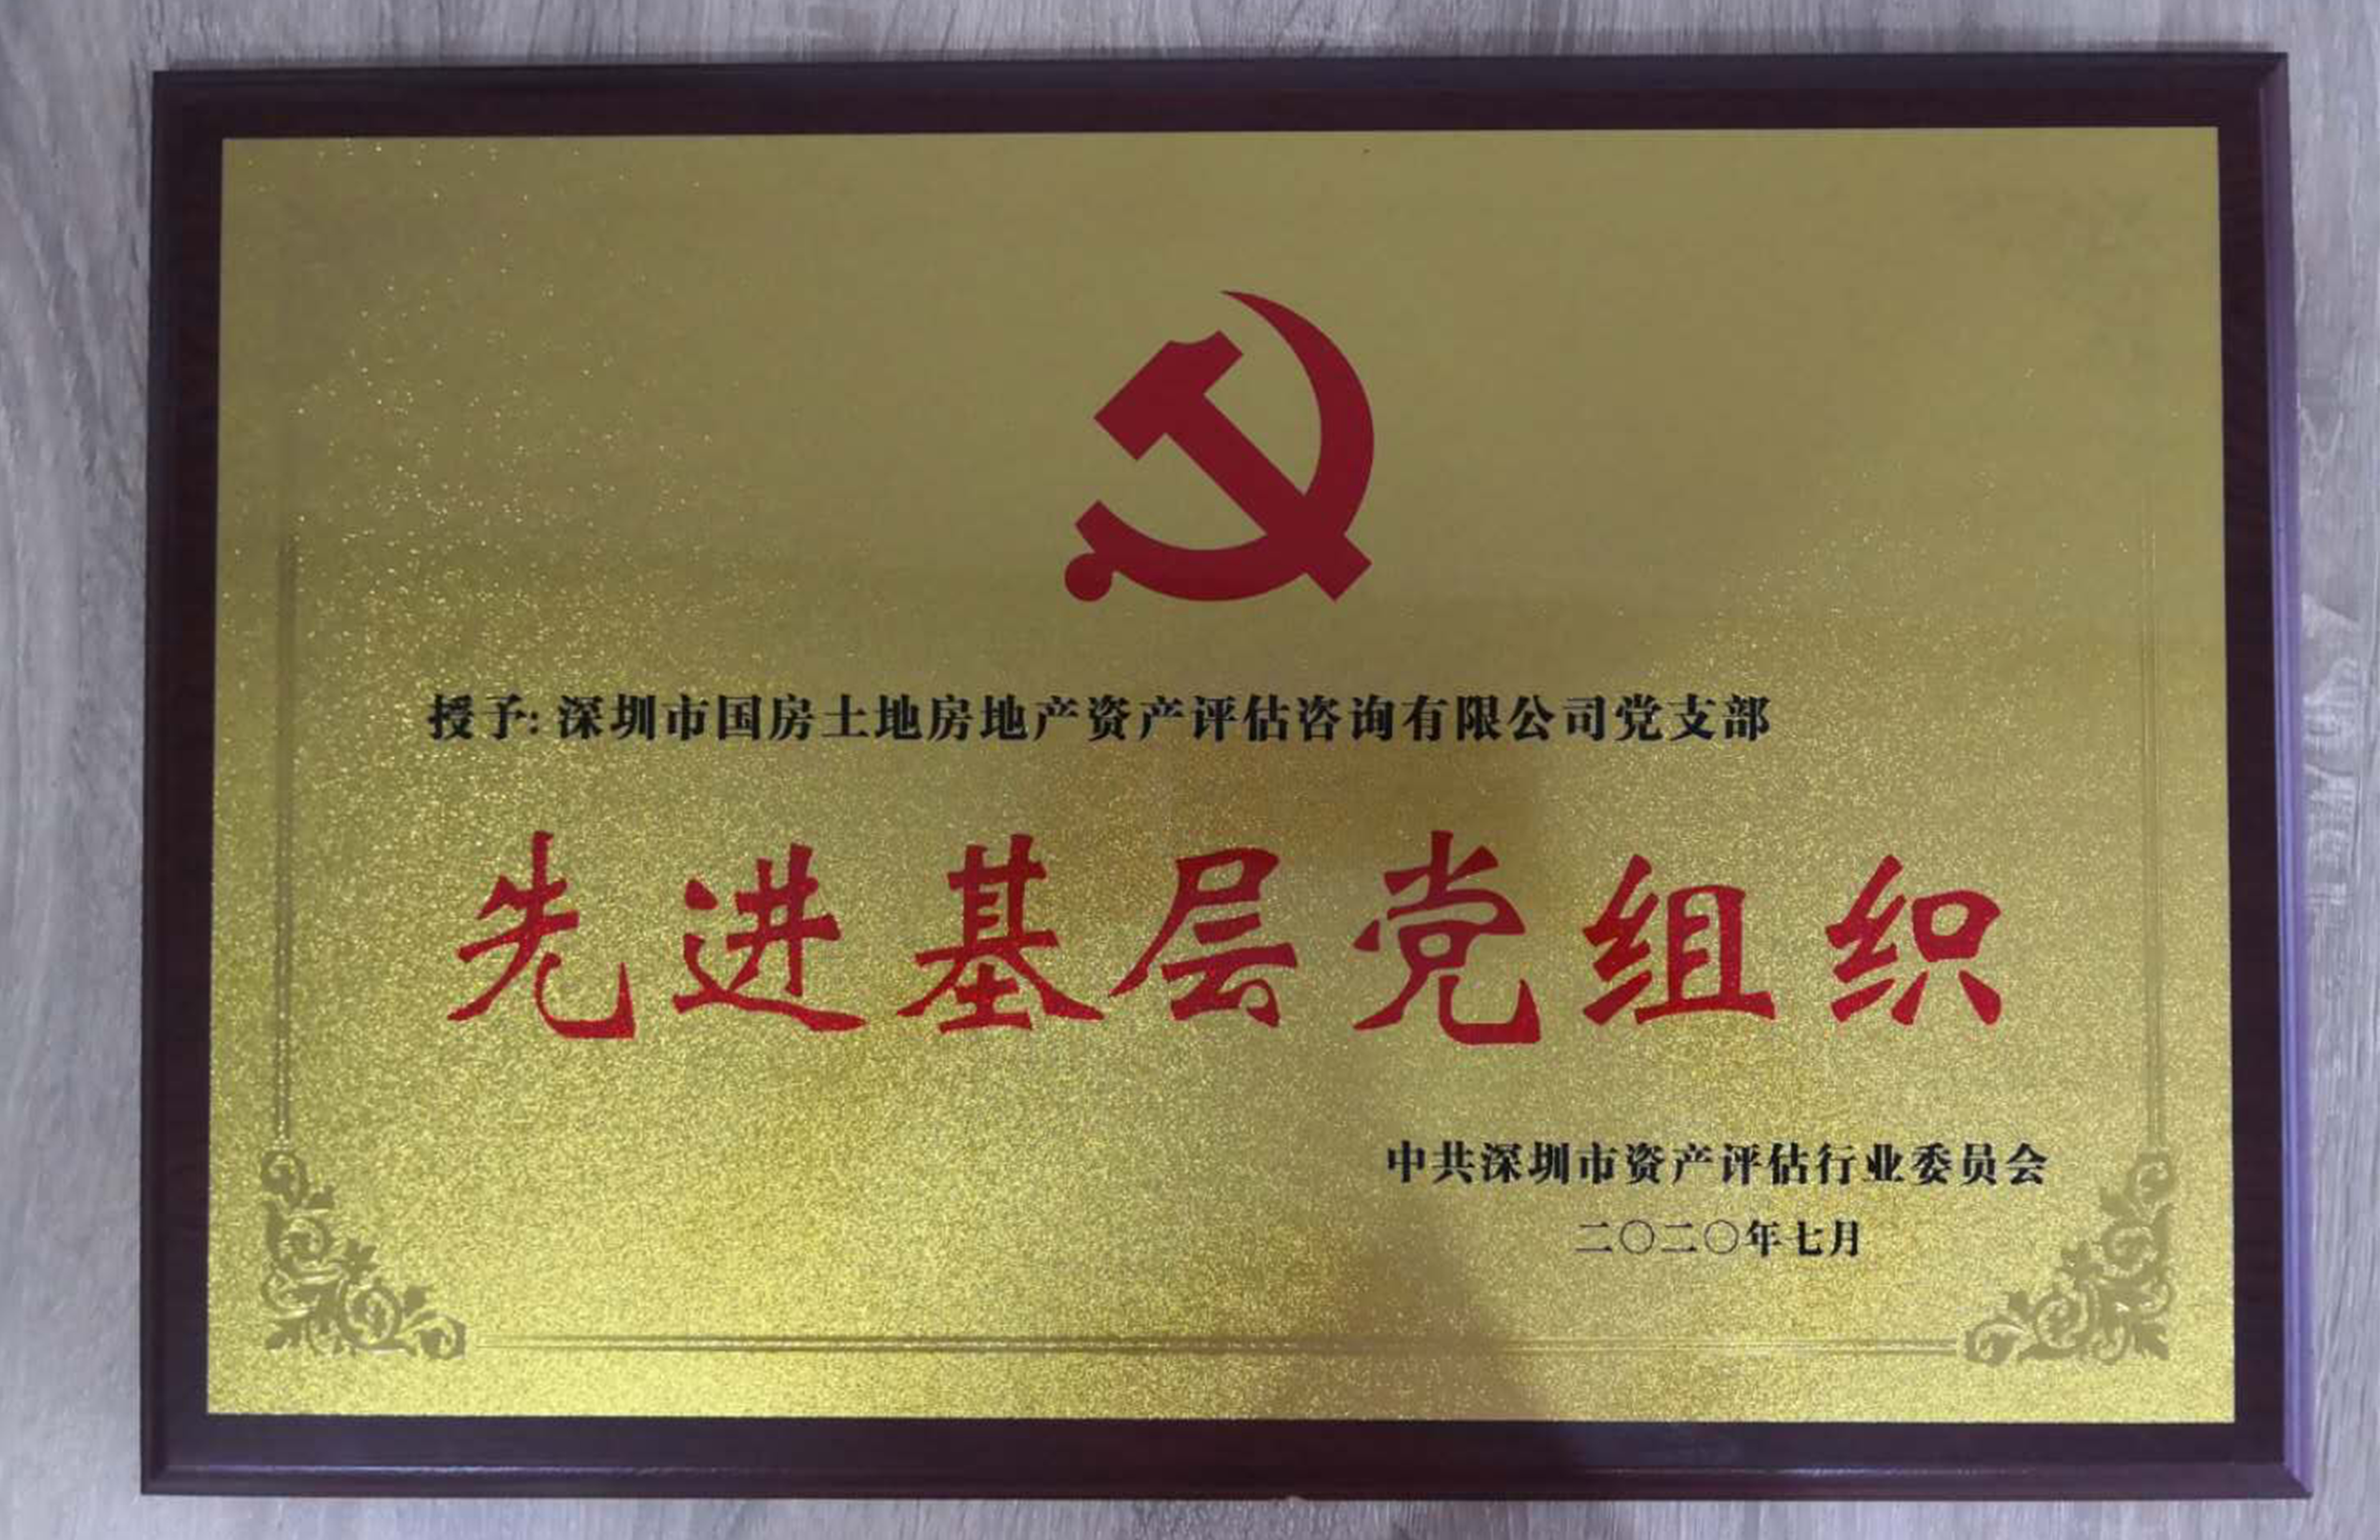 授予: 深圳市国房土地房地产资产评估咨询有限公司党支部
先进基层党组织
中共深圳市资产评估行业委员会
二〇二〇年七月